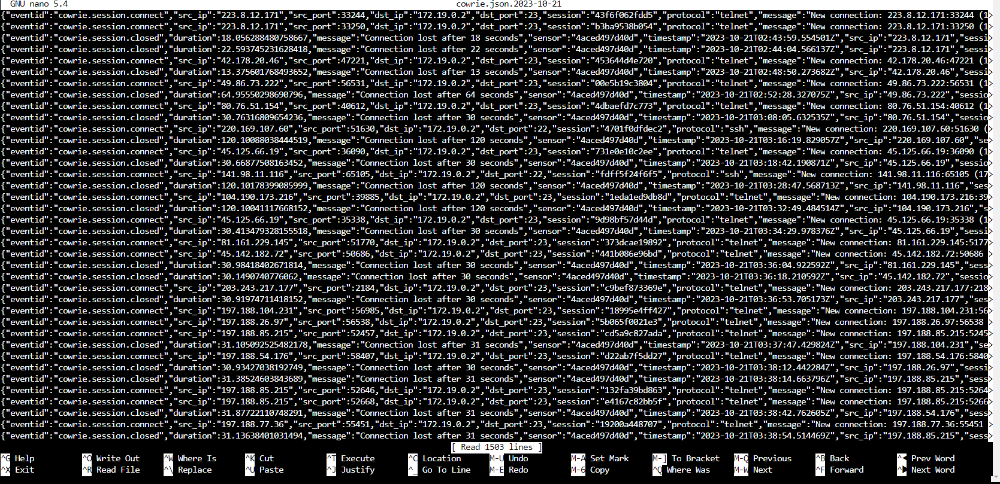 GNU nano 5.4 cowrie.json.2023-10-21
{"eventid":"cowrie.session.connect","src_ip":"223.8.12.171","src_port":33244,"dst_ip":"172.19.0.2","dst_port":23,"session":"43f6f062fdd5","protocol":"telnet","message":"New connection: 223.8.12.171:33244 (1>
{"eventid":"cowrie.session.connect","src_ip":"223.8.12.171","src_port":33250,"dst_ip":"172.19.0.2","dst_port":23,"session":"b3ba9538b054","protocol":"telnet","message":"New connection: 223.8.12.171:33250 (1>
{"eventid":"cowrie.session.closed","duration":18.056288480758667,"message":"Connection lost after 18 seconds","sensor":"4aced497d40d","timestamp":"2023-10-21T02:43:59.554501Z","src_ip":"223.8.12.171","sessi>
{"eventid":"cowrie.session.closed","duration":22.593745231628418,"message":"Connection lost after 22 seconds","sensor":"4aced497d40d","timestamp":"2023-10-21T02:44:04.566137Z","src_ip":"223.8.12.171","sessi>
{"eventid":"cowrie.session.connect","src_ip":"42.178.20.46","src_port":47221,"dst_ip":"172.19.0.2","dst_port":23,"session":"453644d4e720","protocol":"telnet","message":"New connection: 42.178.20.46:47221 (1>
{"eventid":"cowrie.session.closed","duration":13.375601768493652,"message":"Connection lost after 13 seconds","sensor":"4aced497d40d","timestamp":"2023-10-21T02:48:50.273682Z","src_ip":"42.178.20.46","sessi>
{"eventid":"cowrie.session.connect","src_ip":"49.86.73.222","src_port":56531,"dst_ip":"172.19.0.2","dst_port":23,"session":"00e5b19c3804","protocol":"telnet","message":"New connection: 49.86.73.222:56531 (1>
{"eventid":"cowrie.session.closed","duration":64.95550298690796,"message":"Connection lost after 64 seconds","sensor":"4aced497d40d","timestamp":"2023-10-21T02:52:28.327075Z","src_ip":"49.86.73.222","sessio>
{"eventid":"cowrie.session.connect","src_ip":"80.76.51.154","src_port":40612,"dst_ip":"172.19.0.2","dst_port":23,"session":"4dbaefd7c773","protocol":"telnet","message":"New connection: 80.76.51.154:40612 (1>
{"eventid":"cowrie.session.closed","duration":30.76316809654236,"message":"Connection lost after 30 seconds","sensor":"4aced497d40d","timestamp":"2023-10-21T03:08:05.632535Z","src_ip":"80.76.51.154","sessio>
{"eventid":"cowrie.session.connect","src_ip":"220.169.107.60","src_port":51630,"dst_ip":"172.19.0.2","dst_port":22,"session":"4701f0dfdec2","protocol":"ssh","message":"New connection: 220.169.107.60:51630 (>
{"eventid":"cowrie.session.closed","duration":120.10088038444519,"message":"Connection lost after 120 seconds","sensor":"4aced497d40d","timestamp":"2023-10-21T03:16:19.829057Z","src_ip":"220.169.107.60","se>
{"eventid":"cowrie.session.connect","src_ip":"45.125.66.19","src_port":36090,"dst_ip":"172.19.0.2","dst_port":23,"session":"731e0e10c2ee","protocol":"telnet","message":"New connection: 45.125.66.19:36090 (1>
{"eventid":"cowrie.session.closed","duration":30.66877508163452,"message":"Connection lost after 30 seconds","sensor":"4aced497d40d","timestamp":"2023-10-21T03:18:42.190871Z","src_ip":"45.125.66.19","sessio>
{"eventid":"cowrie.session.connect","src_ip":"141.98.11.116","src_port":65105,"dst_ip":"172.19.0.2","dst_port":22,"session":"fdff5f24f6f5","protocol":"ssh","message":"New connection: 141.98.11.116:65105 (17>
{"eventid":"cowrie.session.closed","duration":120.10178399085999,"message":"Connection lost after 120 seconds","sensor":"4aced497d40d","timestamp":"2023-10-21T03:28:47.568713Z","src_ip":"141.98.11.116","ses>
{"eventid":"cowrie.session.connect","src_ip":"104.190.173.216","src_port":39885,"dst_ip":"172.19.0.2","dst_port":23,"session":"1eda1ed9db8d","protocol":"telnet","message":"New connection: 104.190.173.216:39>
{"eventid":"cowrie.session.closed","duration":120.10041117668152,"message":"Connection lost after 120 seconds","sensor":"4aced497d40d","timestamp":"2023-10-21T03:32:49.484514Z","src_ip":"104.190.173.216","s>
{"eventid":"cowrie.session.connect","src_ip":"45.125.66.19","src_port":35338,"dst_ip":"172.19.0.2","dst_port":23,"session":"9d98bf57d44d","protocol":"telnet","message":"New connection: 45.125.66.19:35338 (1>
{"eventid":"cowrie.session.closed","duration":30.413479328155518,"message":"Connection lost after 30 seconds","sensor":"4aced497d40d","timestamp":"2023-10-21T03:34:29.978376Z","src_ip":"45.125.66.19","sessi>
{"eventid":"cowrie.session.connect","src_ip":"81.161.229.145","src_port":51770,"dst_ip":"172.19.0.2","dst_port":23,"session":"373dcae19892","protocol":"telnet","message":"New connection: 81.161.229.145:5177>
{"eventid":"cowrie.session.connect","src_ip":"45.142.182.72","src_port":50686,"dst_ip":"172.19.0.2","dst_port":23,"session":"441b086e96bd","protocol":"telnet","message":"New connection: 45.142.182.72:50686 >
{"eventid":"cowrie.session.closed","duration":30.98418402671814,"message":"Connection lost after 30 seconds","sensor":"4aced497d40d","timestamp":"2023-10-21T03:36:04.922592Z","src_ip":"81.161.229.145","sess>
{"eventid":"cowrie.session.closed","duration":30.1490740776062,"message":"Connection lost after 30 seconds","sensor":"4aced497d40d","timestamp":"2023-10-21T03:36:18.210592Z","src_ip":"45.142.182.72","sessio>
{"eventid":"cowrie.session.connect","src_ip":"203.243.217.177","src_port":2184,"dst_ip":"172.19.0.2","dst_port":23,"session":"c9bef873369e","protocol":"telnet","message":"New connection: 203.243.217.177:218>
{"eventid":"cowrie.session.closed","duration":30.91974711418152,"message":"Connection lost after 30 seconds","sensor":"4aced497d40d","timestamp":"2023-10-21T03:36:53.705173Z","src_ip":"203.243.217.177","ses>
{"eventid":"cowrie.session.connect","src_ip":"197.188.104.231","src_port":56985,"dst_ip":"172.19.0.2","dst_port":23,"session":"18995e4ff427","protocol":"telnet","message":"New connection: 197.188.104.231:56>
{"eventid":"cowrie.session.connect","src_ip":"197.188.26.97","src_port":56538,"dst_ip":"172.19.0.2","dst_port":23,"session":"5b065f0021e3","protocol":"telnet","message":"New connection: 197.188.26.97:56538 >
{"eventid":"cowrie.session.connect","src_ip":"197.188.85.215","src_port":52457,"dst_ip":"172.19.0.2","dst_port":23,"session":"cd5a9c827ada","protocol":"telnet","message":"New connection: 197.188.85.215:5245>
{"eventid":"cowrie.session.closed","duration":31.105092525482178,"message":"Connection lost after 31 seconds","sensor":"4aced497d40d","timestamp":"2023-10-21T03:37:47.429824Z","src_ip":"197.188.104.231","se>
{"eventid":"cowrie.session.connect","src_ip":"197.188.54.176","src_port":58407,"dst_ip":"172.19.0.2","dst_port":23,"session":"d22ab7f5dd27","protocol":"telnet","message":"New connection: 197.188.54.176:5840>
{"eventid":"cowrie.session.closed","duration":30.93427038192749,"message":"Connection lost after 30 seconds","sensor":"4aced497d40d","timestamp":"2023-10-21T03:38:12.442284Z","src_ip":"197.188.26.97","sessi>
{"eventid":"cowrie.session.closed","duration":31.38524603843689,"message":"Connection lost after 31 seconds","sensor":"4aced497d40d","timestamp":"2023-10-21T03:38:14.663796Z","src_ip":"197.188.85.215","sess>
{"eventid":"cowrie.session.connect","src_ip":"197.188.85.215","src_port":52646,"dst_ip":"172.19.0.2","dst_port":23,"session":"132fa39bd863","protocol":"telnet","message":"New connection: 197.188.85.215:5264>
{"eventid":"cowrie.session.connect","src_ip":"197.188.85.215","src_port":52668,"dst_ip":"172.19.0.2","dst_port":23,"session":"e4167c82bb5f","protocol":"telnet","message":"New connection: 197.188.85.215:5266>
{"eventid":"cowrie.session.closed","duration":31.87722110748291,"message":"Connection lost after 31 seconds","sensor":"4aced497d40d","timestamp":"2023-10-21T03:38:42.762605Z","src_ip":"197.188.54.176","sess>
{"eventid":"cowrie.session.connect","src_ip":"197.188.77.36","src_port":55451,"dst_ip":"172.19.0.2","dst_port":23,"session":"19200a448707","protocol":"telnet","message":"New connection: 197.188.77.36:55451 >
{"eventid":"cowrie.session.closed","duration":31.13638401031494,"message":"Connection lost after 31 seconds","sensor":"4aced497d40d","timestamp":"2023-10-21T03:38:54.514469Z","src_ip":"197.188.85.215","sess>
[ Read 1503 lines ]
^G Help ^O Write Out ^W Where Is ^K Cut ^T Execute ^C Location M-U Undo M-A Set Mark M-] To Bracket M-Q Previous ^B Back ^◄ Prev Word
^X Exit ^R Read File ^\ Replace ^U Paste ^J Justify ^_ Go To Line M-E Redo M-6 Copy ^Q Where Was M-W Next ^F Forward ^► Next Word